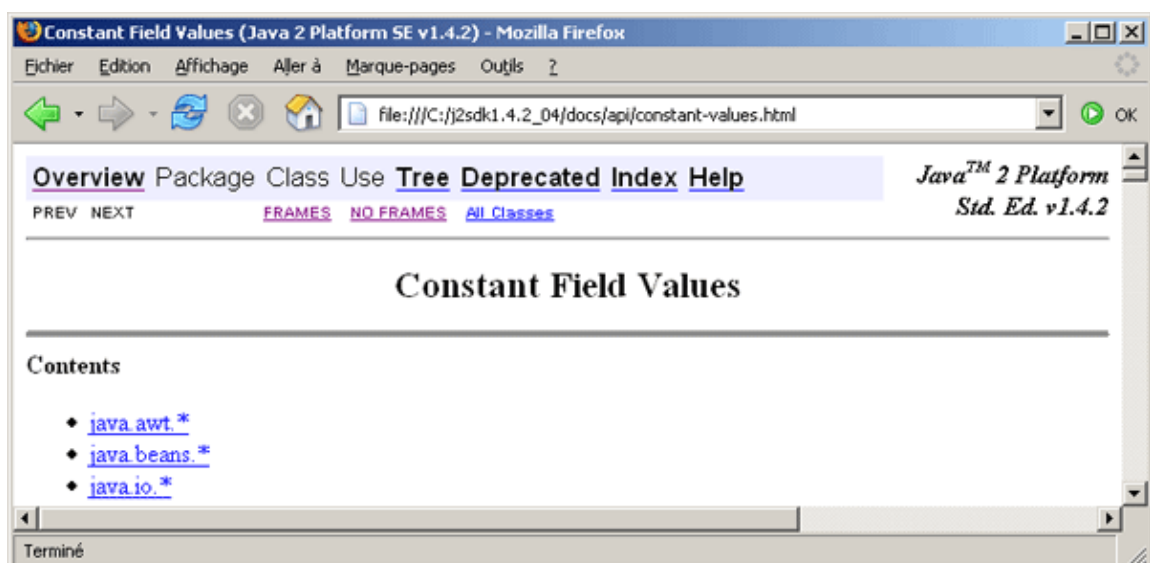 Constant Field Values (Java 2 Platform SE v1.4.2) - Mozilla Firefox
Fichier Edition Affichage Aller à Marque-pages Outils ?
file:///C:/j2sdk1.4.2_04/docs/api/constant-values.html OK
Overview Package Class Use Tree Deprecated Index Help
Java™ 2 Platform
Std. Ed. v1.4.2
PREV NEXT FRAMES NO FRAMES All Classes
Constant Field Values
Contents
java.awt.*
java.beans.*
java.io.*
Terminé